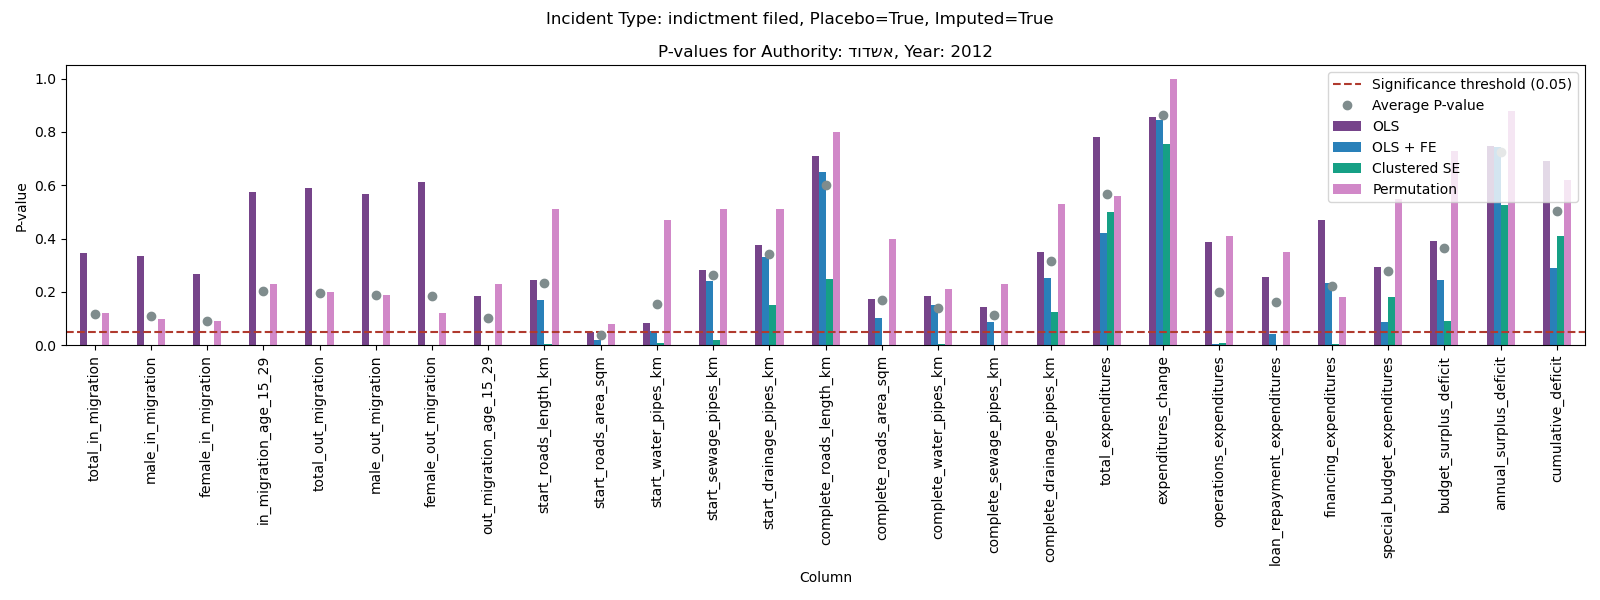 Incident Type: indictment filed, Placebo=True, Imputed=True
P-values for Authority: אשדוד, Year: 2012
P-value
1.0
0.8
0.6
0.4
0.2
0.0
Significance threshold (0.05)
Average P-value
OLS
OLS + FE
Clustered SE
Permutation
total_in_migration
male_in_migration
female_in_migration
in_migration_age_15_29
total_out_migration
male_out_migration
female_out_migration
out_migration_age_15_29
start_roads_length_km
start_roads_area_sqm
start_water_pipes_km
start_sewage_pipes_km
start_drainage_pipes_km
complete_roads_length_km
complete_roads_area_sqm
complete_water_pipes_km
complete_sewage_pipes_km
complete_drainage_pipes_km
total_expenditures
expenditures_change
operations_expenditures
loan_repayment_expenditures
financing_expenditures
special_budget_expenditures
budget_surplus_deficit
annual_surplus_deficit
cumulative_deficit
Column